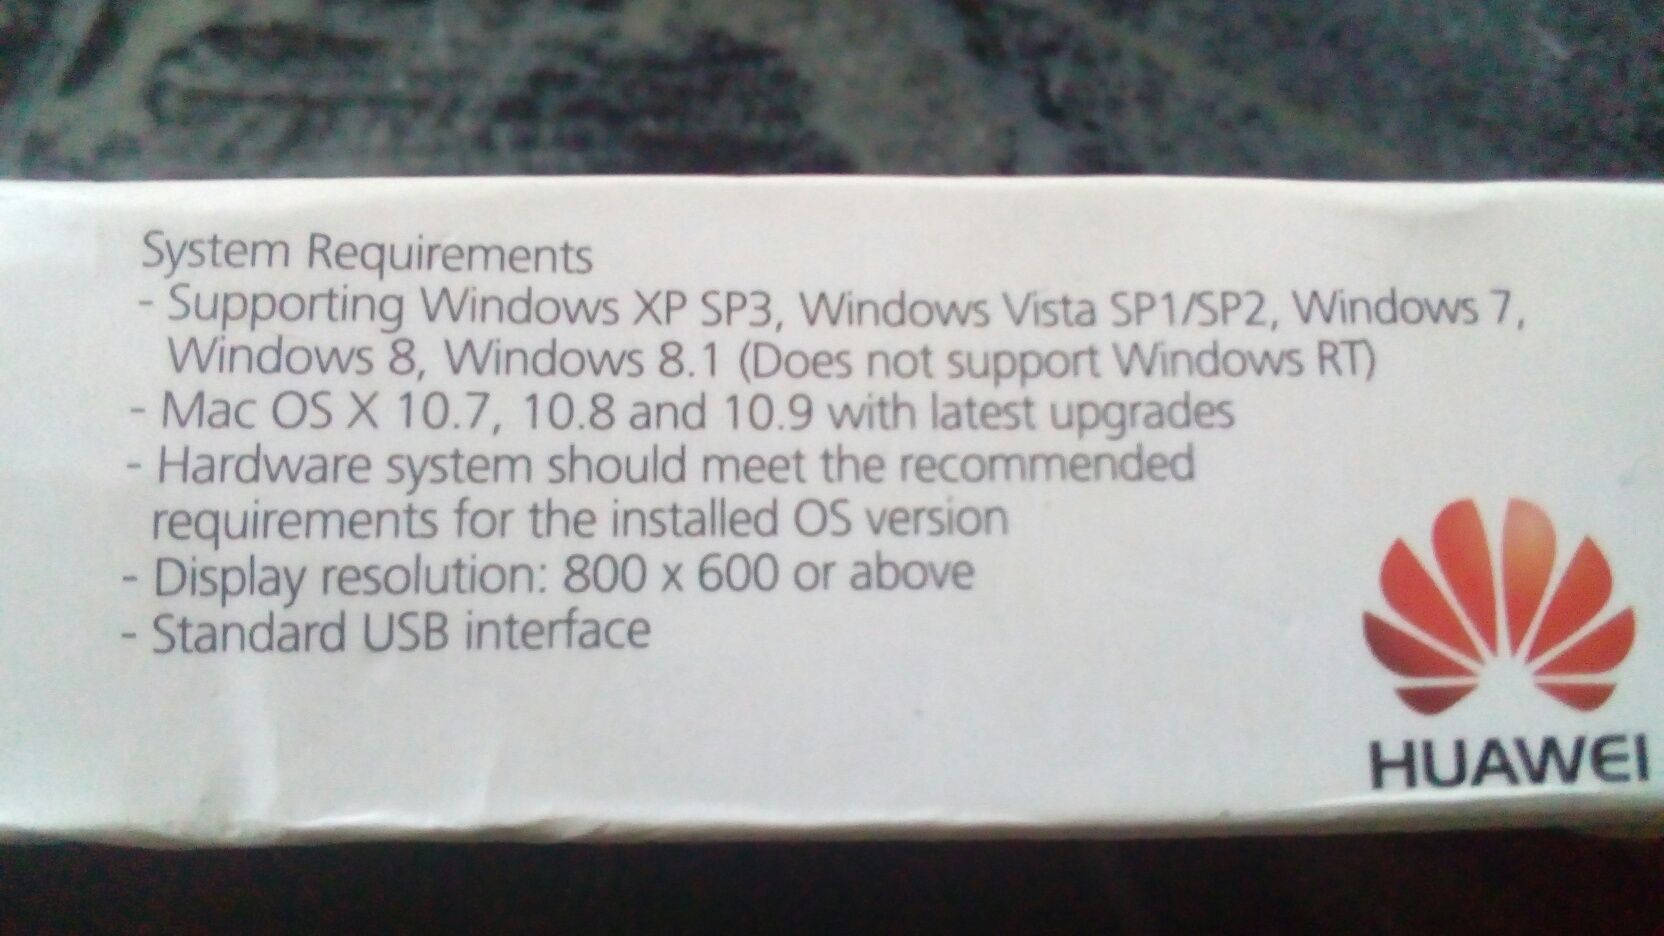 System Requirements
- Supporting Windows XP SP3, Windows Vista SP1/SP2, Windows 7,
Windows 8, Windows 8.1 (Does not support Windows RT)
- Mac OS X 10.7, 10.8 and 10.9 with latest upgrades
- Hardware system should meet the recommended
requirements for the installed OS version
- Display resolution: 800 x 600 or above
- Standard USB interface
HUAWEI